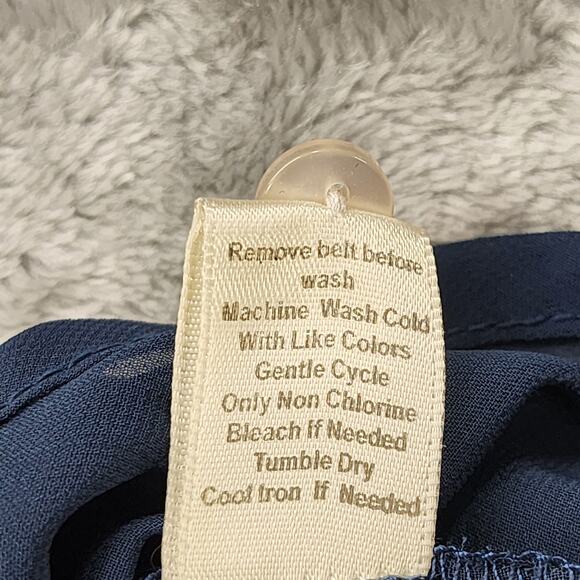 Remove belt before
wash
Machine Wash Cold
With Like Colors
Gentle Cycle
Only Non Chlorine
Bleach If Needed
Tumble Dry
Cool Iron If Needed